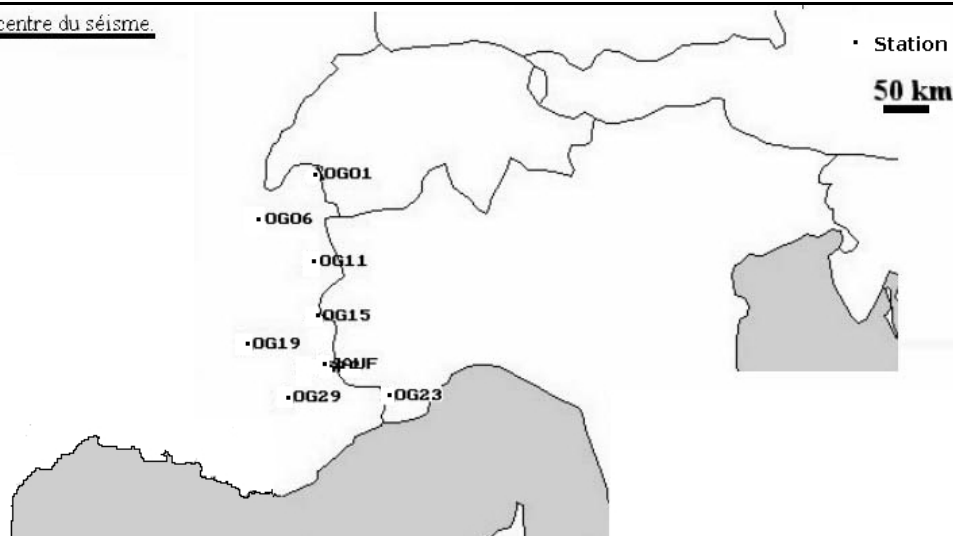 centre du séisme.
Station
50 km
OG01
OG06
OG11
OG15
OG19
OG29
OG23